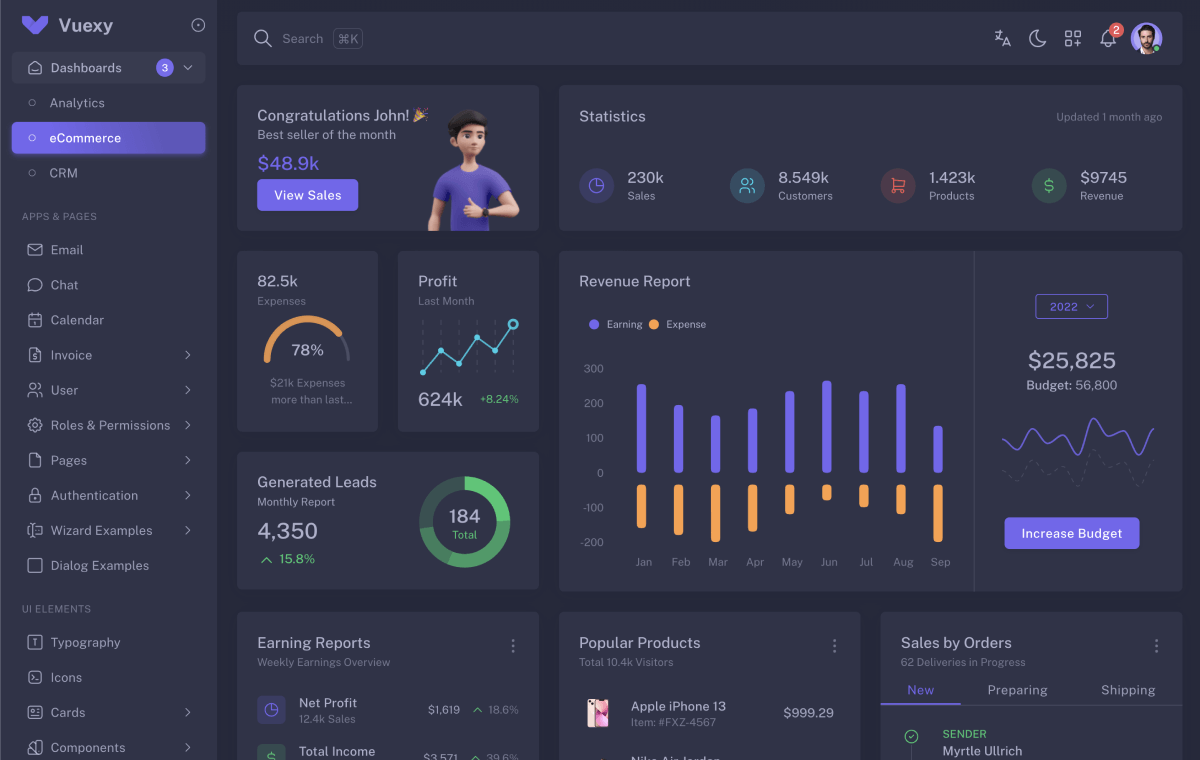 Vuexy
Dashboards 3
Analytics
eCommerce
CRM
APPS & PAGES
Email
Chat
Calendar
Invoice
User
Roles & Permissions
Pages
Authentication
Wizard Examples
Dialog Examples
UI ELEMENTS
Typography
Icons
Cards
Components
Search ⌘K
2
Congratulations John! 🎉
Best seller of the month
$48.9k
View Sales
Statistics
Updated 1 month ago
230k
Sales
8.549k
Customers
1.423k
Products
$9745
Revenue
82.5k
Expenses
78%
$21k Expenses
more than last...
Profit
Last Month
624k +8.24%
Generated Leads
Monthly Report
4,350
15.8%
184
Total
Revenue Report
Earning Expense
300
200
100
0
-100
-200
Jan Feb Mar Apr May Jun Jul Aug Sep
2022
$25,825
Budget: 56,800
Increase Budget
Earning Reports
Weekly Earnings Overview
Net Profit
12.4k Sales
$1,619 18.6%
Total Income
$3,571 39.6%
Popular Products
Total 10.4k Visitors
Apple iPhone 13
Item: #FXZ-4567
$999.29
Nike Air Jordan
Sales by Orders
62 Deliveries in Progress
New Preparing Shipping
SENDER
Myrtle Ullrich